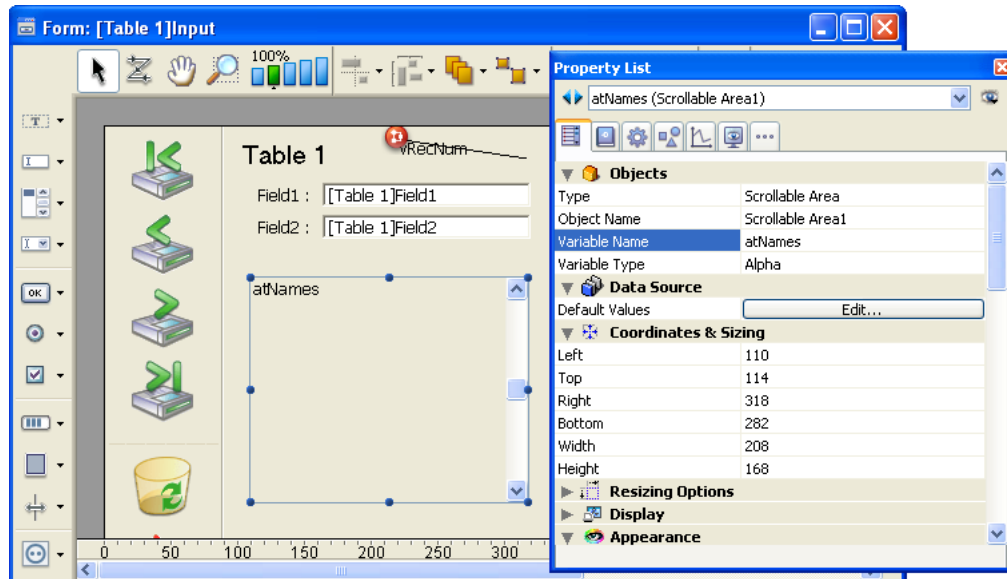 Form: [Table 1]Input
100%
Property List
atNames (Scrollable Area1)
T
I
I
OK
Table 1
vRecNum
Field1 :
[Table 1]Field1
Field2 :
[Table 1]Field2
atNames
0 50 100 150 200 250 300
Objects
Type Scrollable Area
Object Name Scrollable Area1
Variable Name atNames
Variable Type Alpha
Data Source
Default Values Edit...
Coordinates & Sizing
Left 110
Top 114
Right 318
Bottom 282
Width 208
Height 168
Resizing Options
Display
Appearance